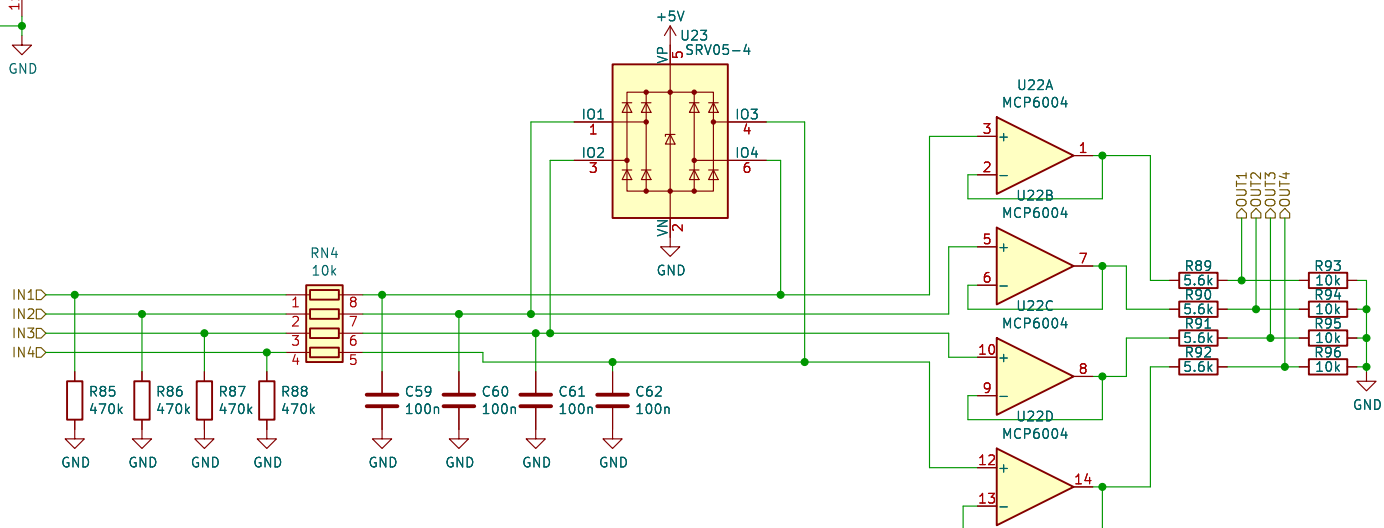 1
GND
+5V
U23
SRV05-4
VP
5
IO1
1
IO2
3
IO3
4
IO4
6
VN
2
GND
U22A
MCP6004
3
+
2
-
1
U22B
MCP6004
5
+
6
-
7
U22C
MCP6004
10
+
9
-
8
U22D
MCP6004
12
+
13
-
14
RN4
10k
IN1
1
8
IN2
2
7
IN3
3
6
IN4
4
5
R85
470k
R86
470k
R87
470k
R88
470k
C59
100n
C60
100n
C61
100n
C62
100n
GND
GND
GND
GND
GND
GND
GND
GND
OUT1
OUT2
OUT3
OUT4
R89
5.6k
R93
10k
R90
5.6k
R94
10k
R91
5.6k
R95
10k
R92
5.6k
R96
10k
GND